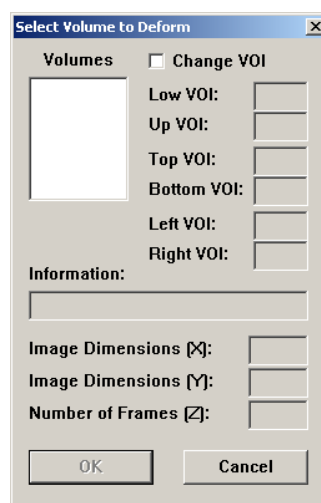 Select Volume to Deform
Volumes
Change VOI
Low VOI:
Up VOI:
Top VOI:
Bottom VOI:
Left VOI:
Right VOI:
Information:
Image Dimensions (X):
Image Dimensions (Y):
Number of Frames (Z):
OK
Cancel